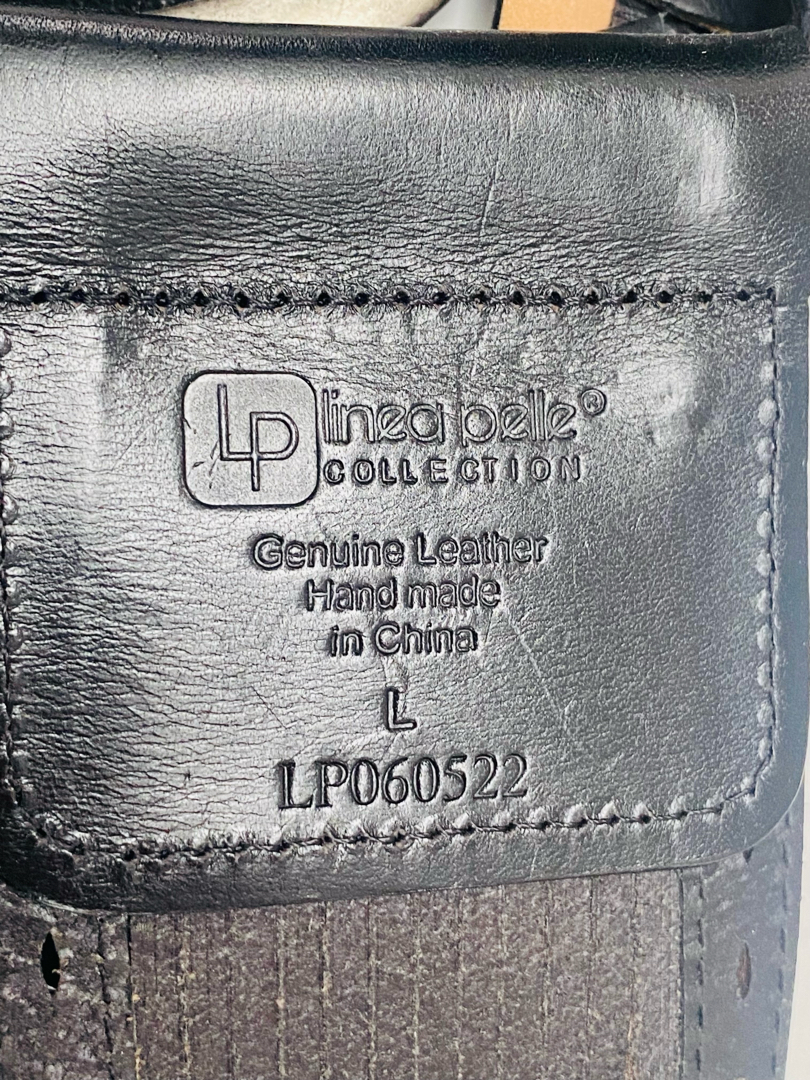 LP linea pelle®
COLLECTION
Genuine Leather
Hand made
in China
L
LP060522